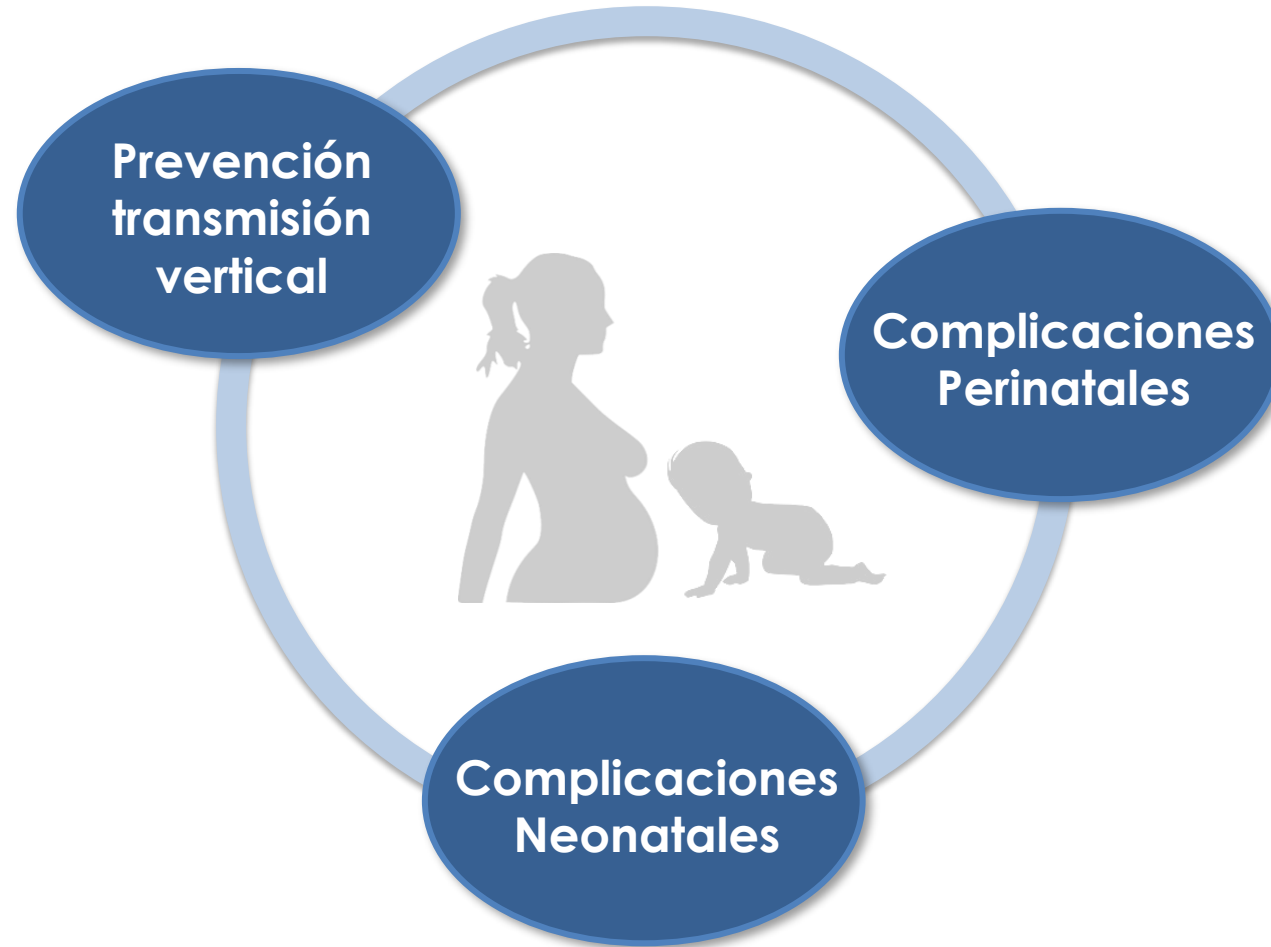 Prevención
transmisión
vertical
Complicaciones
Perinatales
Complicaciones
Neonatales